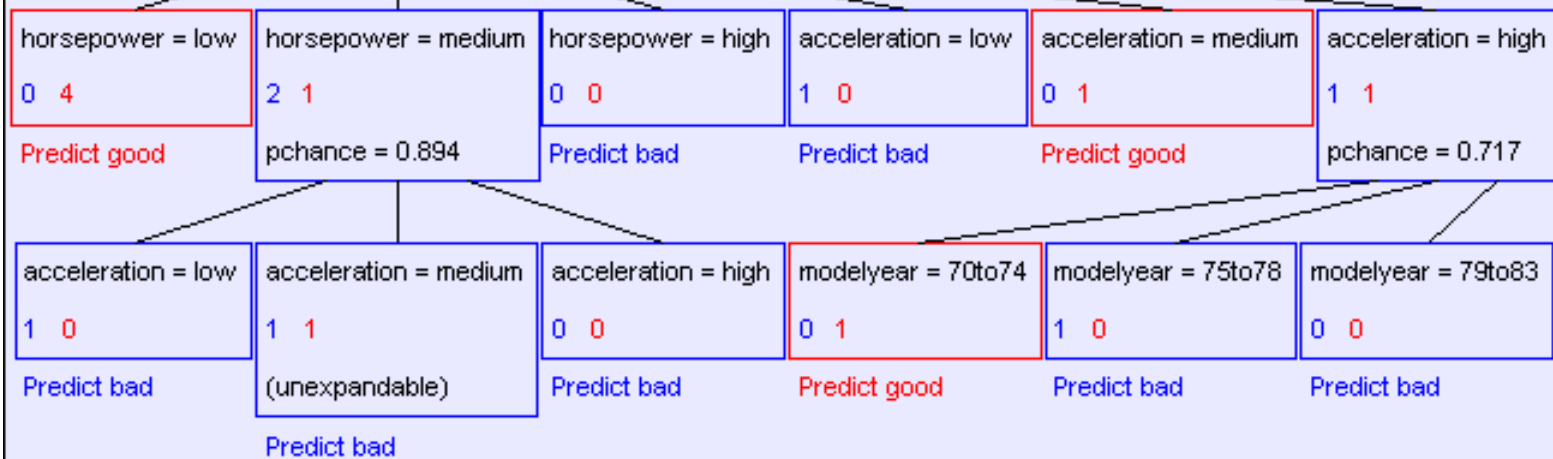 horsepower = low
0 4
Predict good
horsepower = medium
2 1
pchance = 0.894
horsepower = high
0 0
Predict bad
acceleration = low
1 0
Predict bad
acceleration = medium
0 1
Predict good
acceleration = high
1 1
pchance = 0.717
acceleration = low
1 0
Predict bad
acceleration = medium
1 1
(unexpandable)
Predict bad
acceleration = high
0 0
Predict bad
modelyear = 70to74
0 1
Predict good
modelyear = 75to78
1 0
Predict bad
modelyear = 79to83
0 0
Predict bad